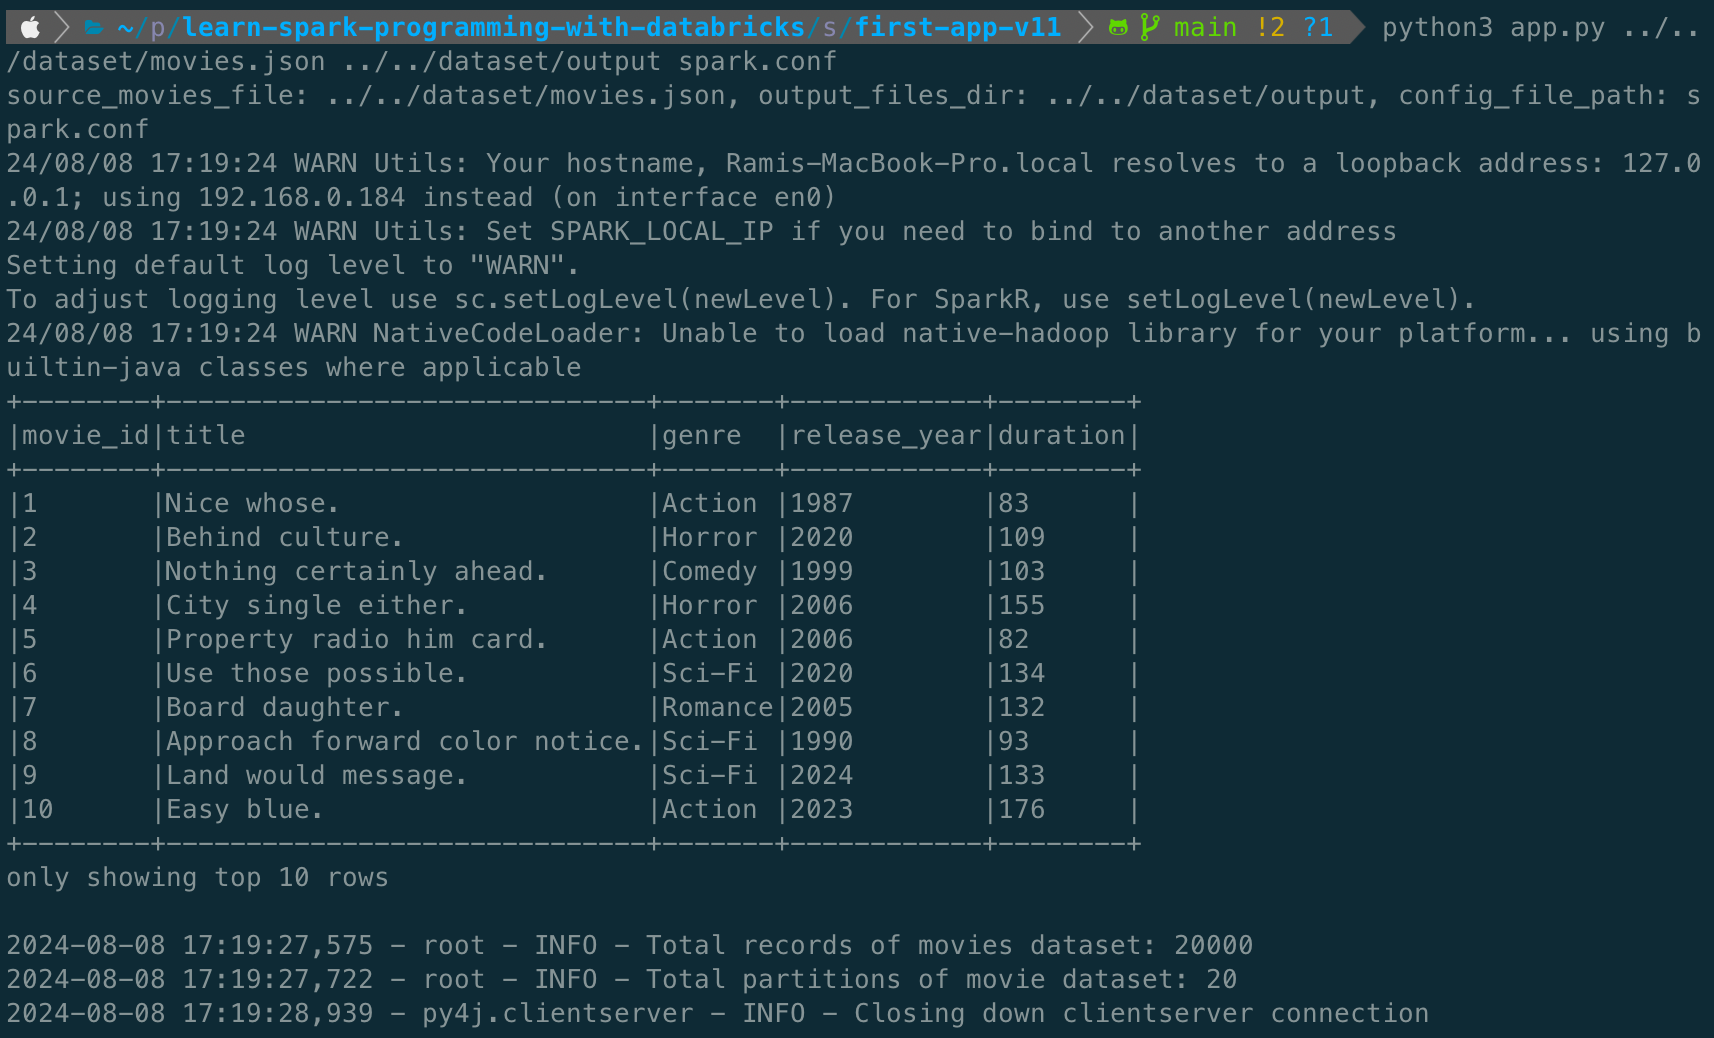 ~/p/learn-spark-programming-with-databricks/s/first-app-v11 main !2 ?1 python3 app.py ../..
/dataset/movies.json ../../dataset/output spark.conf
source_movies_file: ../../dataset/movies.json, output_files_dir: ../../dataset/output, config_file_path: s
park.conf
24/08/08 17:19:24 WARN Utils: Your hostname, Ramis-MacBook-Pro.local resolves to a loopback address: 127.0
.0.1; using 192.168.0.184 instead (on interface en0)
24/08/08 17:19:24 WARN Utils: Set SPARK_LOCAL_IP if you need to bind to another address
Setting default log level to "WARN".
To adjust logging level use sc.setLogLevel(newLevel). For SparkR, use setLogLevel(newLevel).
24/08/08 17:19:24 WARN NativeCodeLoader: Unable to load native-hadoop library for your platform... using b
uiltin-java classes where applicable
+--------+------------------------------+-------+------------+--------+
|movie_id|title                         |genre  |release_year|duration|
+--------+------------------------------+-------+------------+--------+
|1       |Nice whose.                   |Action |1987        |83      |
|2       |Behind culture.               |Horror |2020        |109     |
|3       |Nothing certainly ahead.      |Comedy |1999        |103     |
|4       |City single either.           |Horror |2006        |155     |
|5       |Property radio him card.      |Action |2006        |82      |
|6       |Use those possible.           |Sci-Fi |2020        |134     |
|7       |Board daughter.               |Romance|2005        |132     |
|8       |Approach forward color notice.|Sci-Fi |1990        |93      |
|9       |Land would message.           |Sci-Fi |2024        |133     |
|10      |Easy blue.                    |Action |2023        |176     |
+--------+------------------------------+-------+------------+--------+
only showing top 10 rows
2024-08-08 17:19:27,575 - root - INFO - Total records of movies dataset: 20000
2024-08-08 17:19:27,722 - root - INFO - Total partitions of movie dataset: 20
2024-08-08 17:19:28,939 - py4j.clientserver - INFO - Closing down clientserver connection